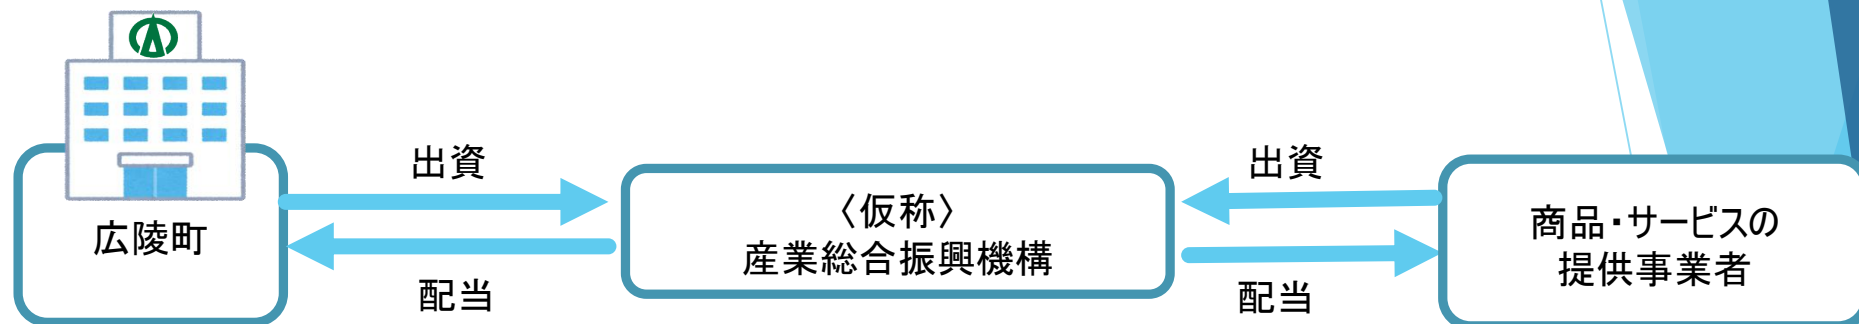 広陵町
出資
配当
〈仮称〉
産業総合振興機構
出資
配当
商品・サービスの
提供事業者